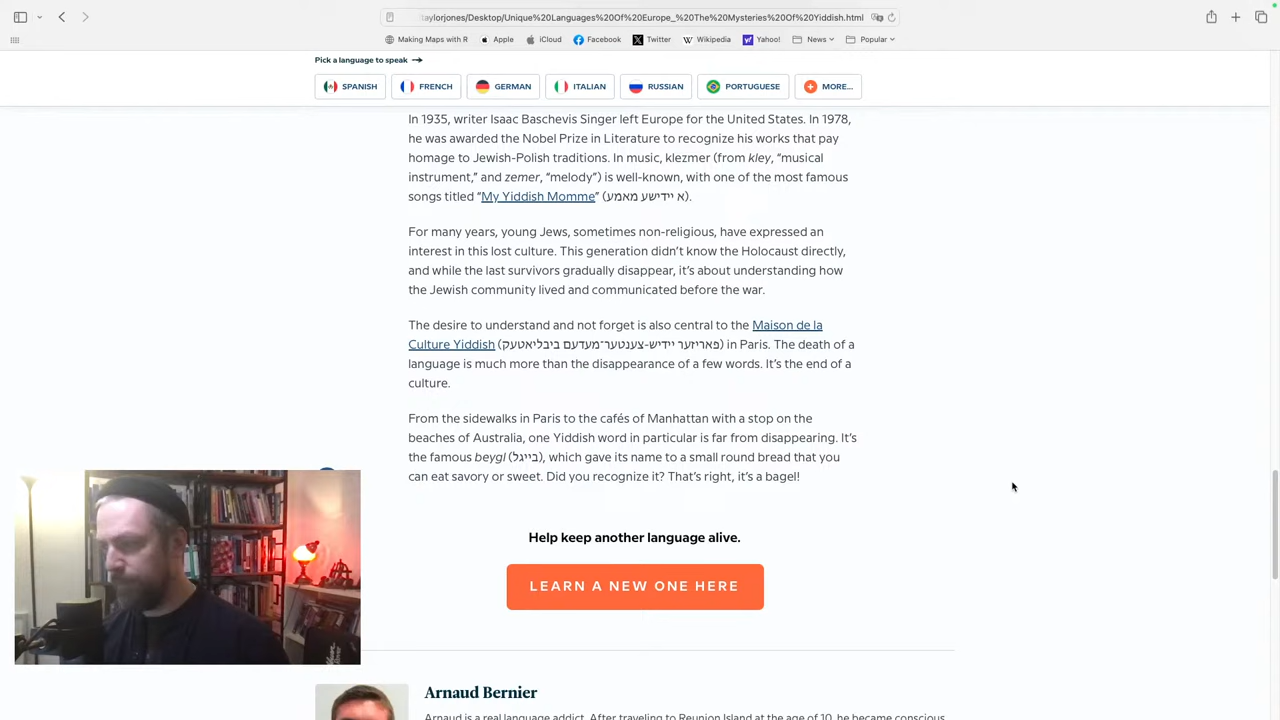 taylorjones/Desktop/Unique%20Languages%20Of%20Europe_%20The%20Mysteries%20Of%20Yiddish.html
Making Maps with R
Apple
iCloud
Facebook
Twitter
Wikipedia
Yahoo!
News
Popular
Pick a language to speak
SPANISH
FRENCH
GERMAN
ITALIAN
RUSSIAN
PORTUGUESE
MORE...
In 1935, writer Isaac Baschevis Singer left Europe for the United States. In 1978,
he was awarded the Nobel Prize in Literature to recognize his works that pay
homage to Jewish-Polish traditions. In music, klezmer (from kley, “musical
instrument,” and zemer, “melody”) is well-known, with one of the most famous
songs titled “My Yiddish Momme” (א ייִדישע מאמע).
For many years, young Jews, sometimes non-religious, have expressed an
interest in this lost culture. This generation didn’t know the Holocaust directly,
and while the last survivors gradually disappear, it’s about understanding how
the Jewish community lived and communicated before the war.
The desire to understand and not forget is also central to the Maison de la
Culture Yiddish (פּאַריזער ייִדיש-צענטער־מעדעם ביבליאָטעק) in Paris. The death of a
language is much more than the disappearance of a few words. It’s the end of a
culture.
From the sidewalks in Paris to the cafés of Manhattan with a stop on the
beaches of Australia, one Yiddish word in particular is far from disappearing. It’s
the famous beygl (בייגל), which gave its name to a small round bread that you
can eat savory or sweet. Did you recognize it? That’s right, it’s a bagel!
Help keep another language alive.
LEARN A NEW ONE HERE
Arnaud Bernier
Arnaud is a real language addict. After traveling to Reunion Island at the age of 10, he became conscious